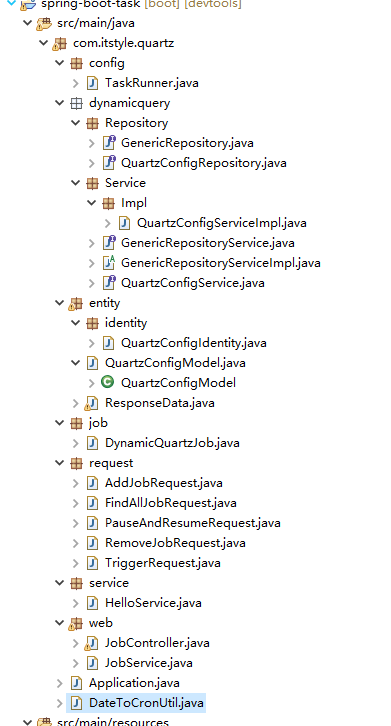 spring-boot-task [boot] [devtools]
src/main/java
com.itstyle.quartz
config
TaskRunner.java
dynamicquery
Repository
GenericRepository.java
QuartzConfigRepository.java
Service
Impl
QuartzConfigServiceImpl.java
GenericRepositoryService.java
GenericRepositoryServiceImpl.java
QuartzConfigService.java
entity
identity
QuartzConfigIdentity.java
QuartzConfigModel.java
QuartzConfigModel
ResponseData.java
job
DynamicQuartzJob.java
request
AddJobRequest.java
FindAllJobRequest.java
PauseAndResumeRequest.java
RemoveJobRequest.java
TriggerRequest.java
service
HelloService.java
web
JobController.java
JobService.java
Application.java
DateToCronUtil.java
src/main/resources